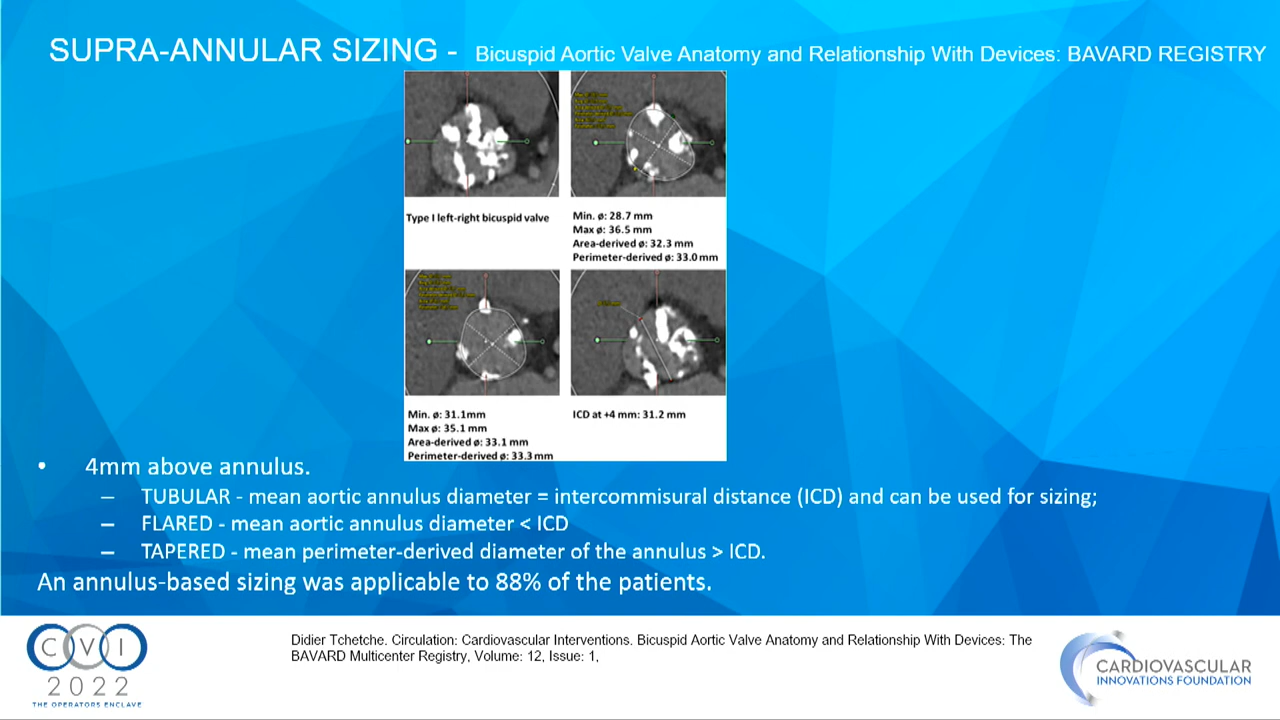 SUPRA-ANNULAR SIZING - Bicuspid Aortic Valve Anatomy and Relationship With Devices: BAVARD REGISTRY
Type I left-right bicuspid valve
Min. ø: 28.7 mm
Max ø: 36.5 mm
Area-derived ø: 32.3 mm
Perimeter-derived ø: 33.0 mm
Min. ø: 31.1mm
Max ø: 35.1 mm
Area-derived ø: 33.1 mm
Perimeter-derived ø: 33.3 mm
ICD at +4 mm: 31.2 mm
• 4mm above annulus.
– TUBULAR - mean aortic annulus diameter = intercommisural distance (ICD) and can be used for sizing;
– FLARED - mean aortic annulus diameter < ICD
– TAPERED - mean perimeter-derived diameter of the annulus > ICD.
An annulus-based sizing was applicable to 88% of the patients.
CVI
2022
THE OPERATORS ENCLAVE
Didier Tchetche. Circulation: Cardiovascular Interventions. Bicuspid Aortic Valve Anatomy and Relationship With Devices: The
BAVARD Multicenter Registry, Volume: 12, Issue: 1,
CARDIOVASCULAR
INNOVATIONS FOUNDATION